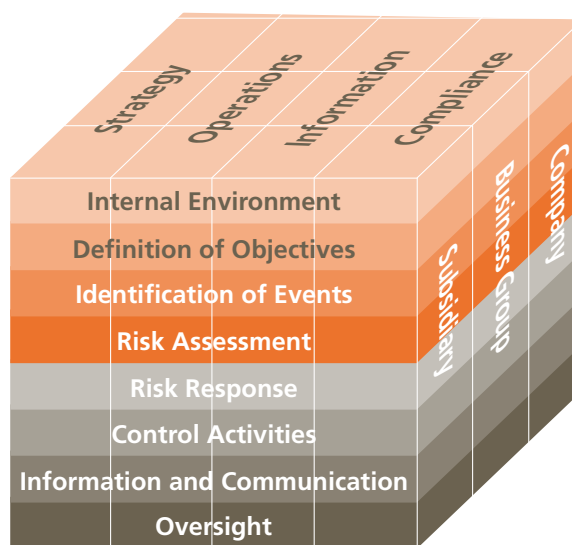 Strategy
Operations
Information
Compliance
Internal Environment
Definition of Objectives
Identification of Events
Risk Assessment
Risk Response
Control Activities
Information and Communication
Oversight
Subsidiary
Business Group
Company